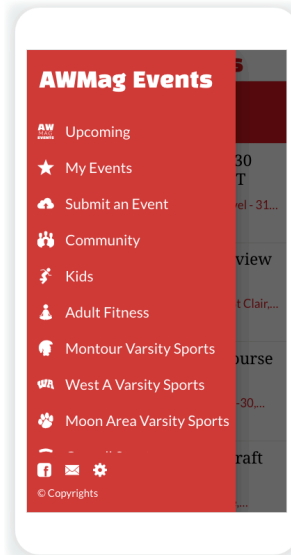 AWMag Events
AW
MAG
EVENTS
Upcoming
My Events
Submit an Event
Community
Kids
Adult Fitness
Montour Varsity Sports
WA West A Varsity Sports
Moon Area Varsity Sports
© Copyrights
s
30
T
vel - 31...
view
t Clair,...
ourse
-30,...
raft